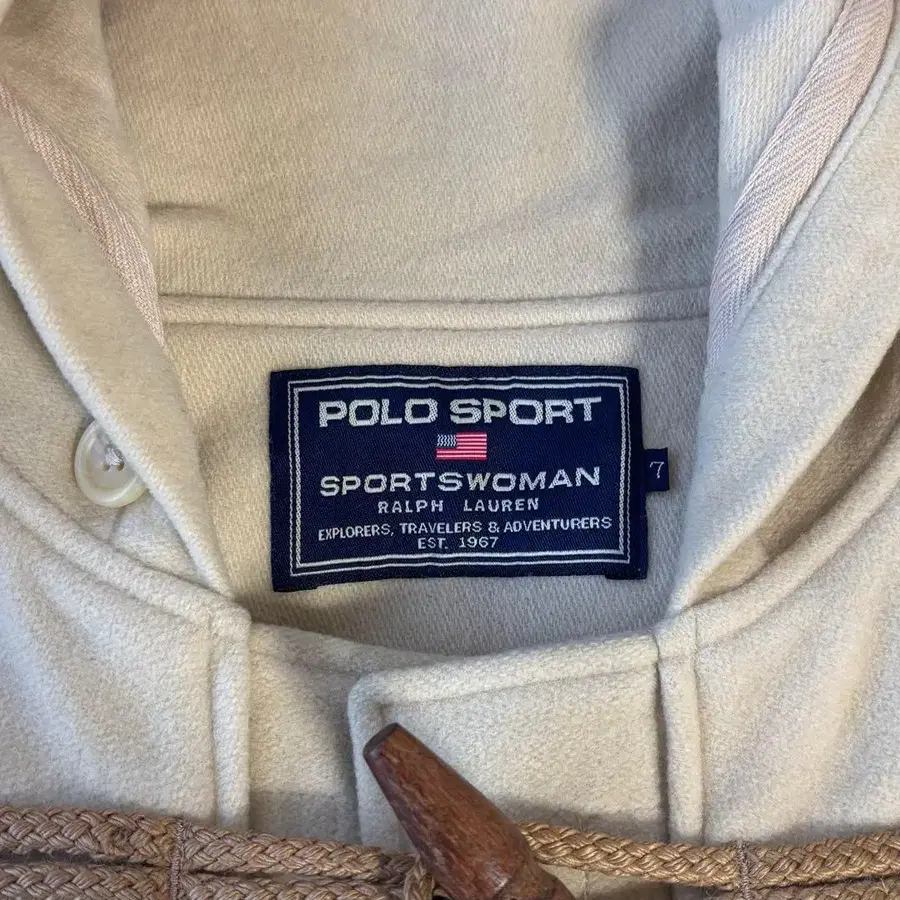 POLO SPORT
SPORTSWOMAN
7
RALPH LAUREN
EXPLORERS, TRAVELERS & ADVENTURERS
EST. 1967